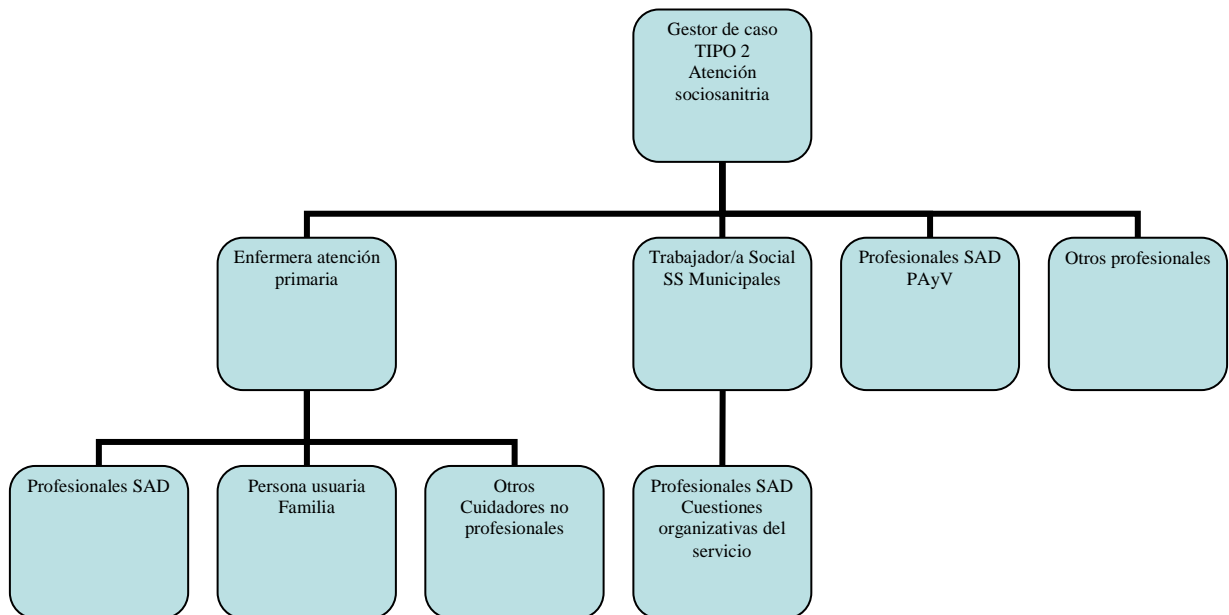 Gestor de caso
TIPO 2
Atención
sociosanitria
Enfermera atención
primaria
Trabajador/a Social
SS Municipales
Profesionales SAD
PAyV
Otros profesionales
Profesionales SAD
Persona usuaria
Familia
Otros
Cuidadores no
profesionales
Profesionales SAD
Cuestiones
organizativas del
servicio